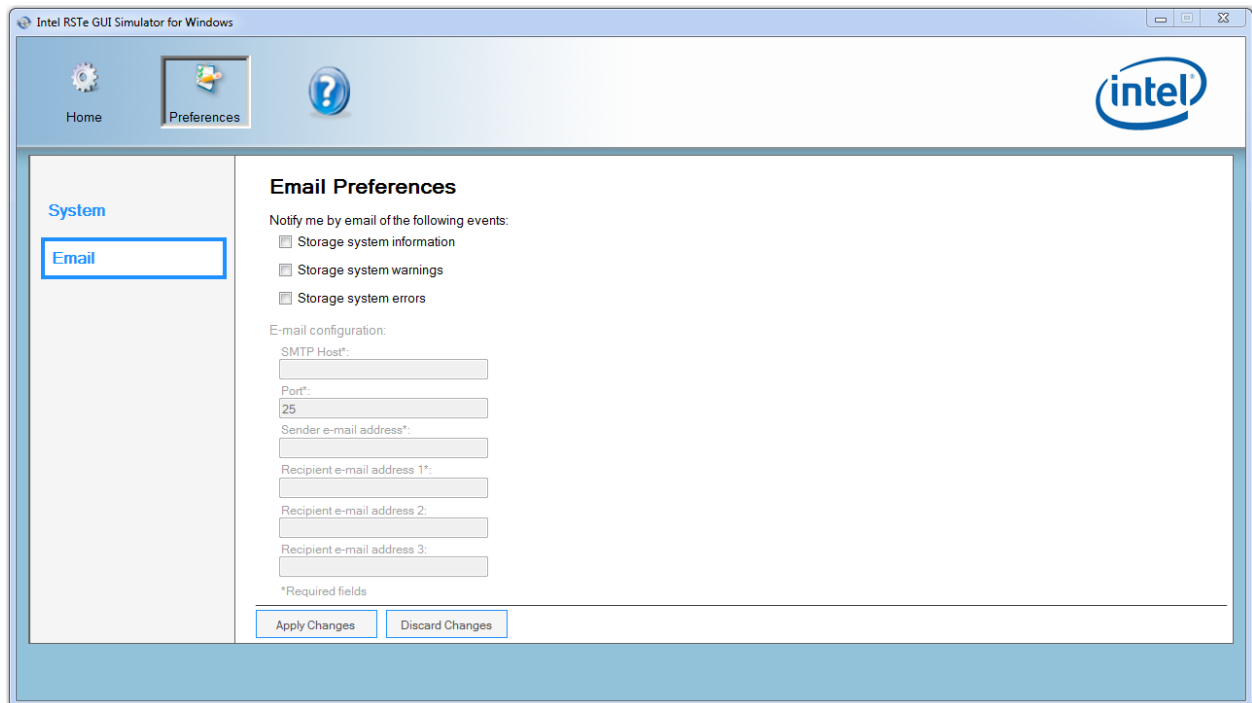 Intel RSTe GUI Simulator for Windows
Home
Preferences
?
intel
System
Email
Email Preferences
Notify me by email of the following events:
Storage system information
Storage system warnings
Storage system errors
E-mail configuration:
SMTP Host*:
Port*:
25
Sender e-mail address*:
Recipient e-mail address 1*:
Recipient e-mail address 2:
Recipient e-mail address 3:
*Required fields
Apply Changes
Discard Changes